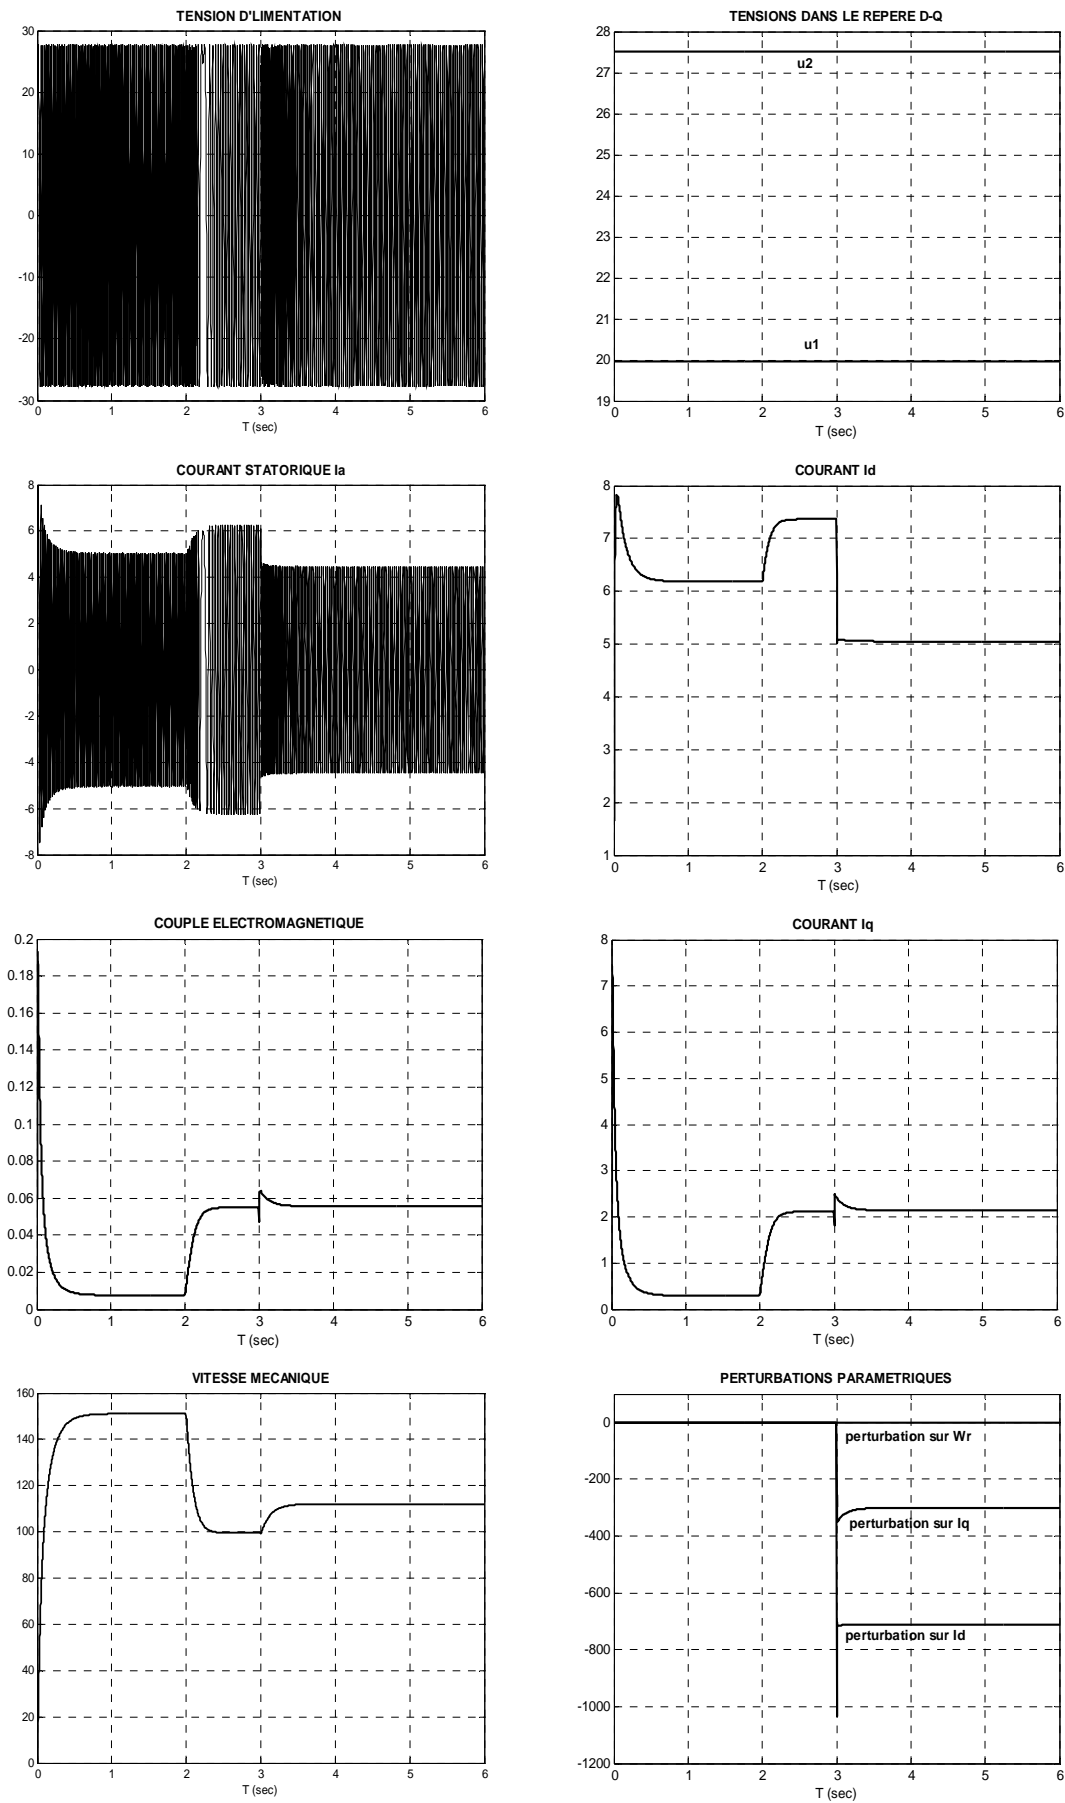 TENSION D'LIMENTATION
30
20
10
0
-10
-20
-30
0 1 2 3 4 5 6
T (sec)
TENSIONS DANS LE REPERE D-Q
28
27
26
25
24
23
22
21
20
19
u2
u1
0 1 2 3 4 5 6
T (sec)
COURANT STATORIQUE Ia
8
6
4
2
0
-2
-4
-6
-8
0 1 2 3 4 5 6
T (sec)
COURANT Id
8
7
6
5
4
3
2
1
0 1 2 3 4 5 6
T (sec)
COUPLE ELECTROMAGNETIQUE
0.2
0.18
0.16
0.14
0.12
0.1
0.08
0.06
0.04
0.02
0
0 1 2 3 4 5 6
T (sec)
COURANT Iq
8
7
6
5
4
3
2
1
0
0 1 2 3 4 5 6
T (sec)
VITESSE MECANIQUE
160
140
120
100
80
60
40
20
0
0 1 2 3 4 5 6
T (sec)
PERTURBATIONS PARAMETRIQUES
0
-200
-400
-600
-800
-1000
-1200
perturbation sur Wr
perturbation sur Iq
perturbation sur Id
0 1 2 3 4 5 6
T (sec)